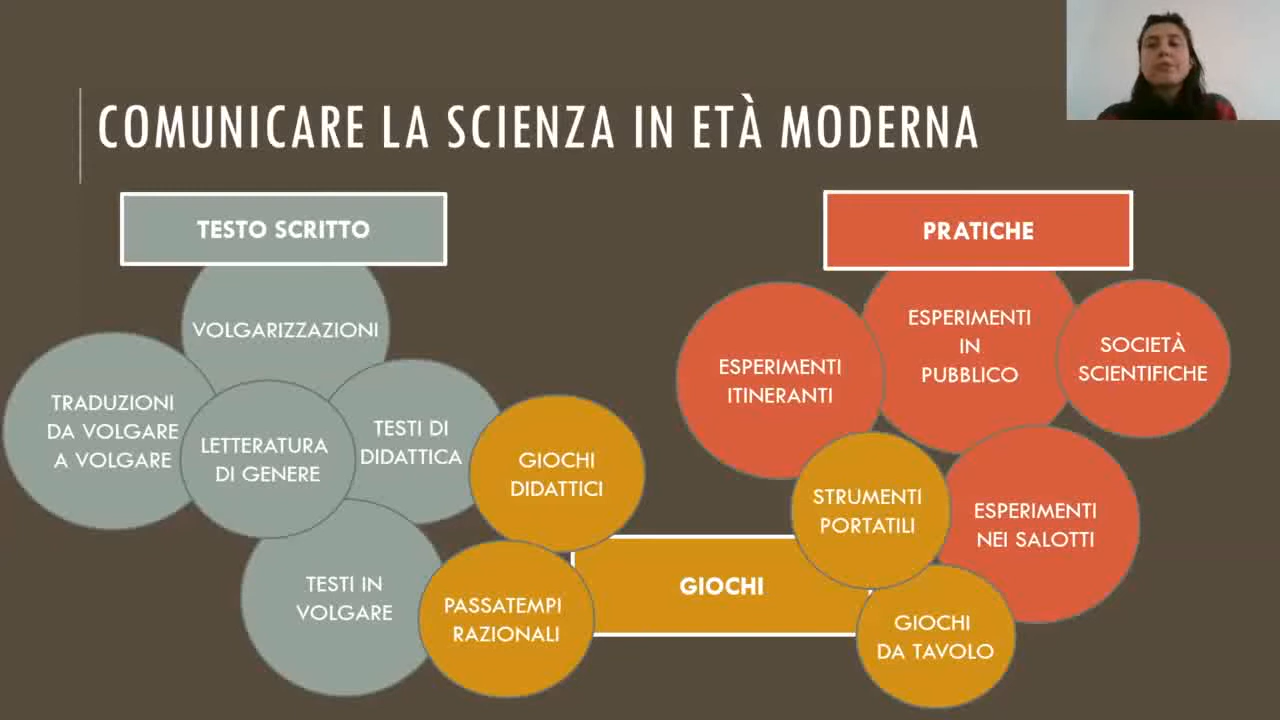 COMUNICARE LA SCIENZA IN ETÀ MODERNA
TESTO SCRITTO
VOLGARIZZAZIONI
TRADUZIONI
DA VOLGARE
A VOLGARE
LETTERATURA
DI GENERE
TESTI DI
DIDATTICA
TESTI IN
VOLGARE
GIOCHI
DIDATTICI
PASSATEMPI
RAZIONALI
GIOCHI
PRATICHE
ESPERIMENTI
ITINERANTI
ESPERIMENTI
IN
PUBBLICO
SOCIETÀ
SCIENTIFICHE
STRUMENTI
PORTATILI
ESPERIMENTI
NEI SALOTTI
GIOCHI
DA TAVOLO